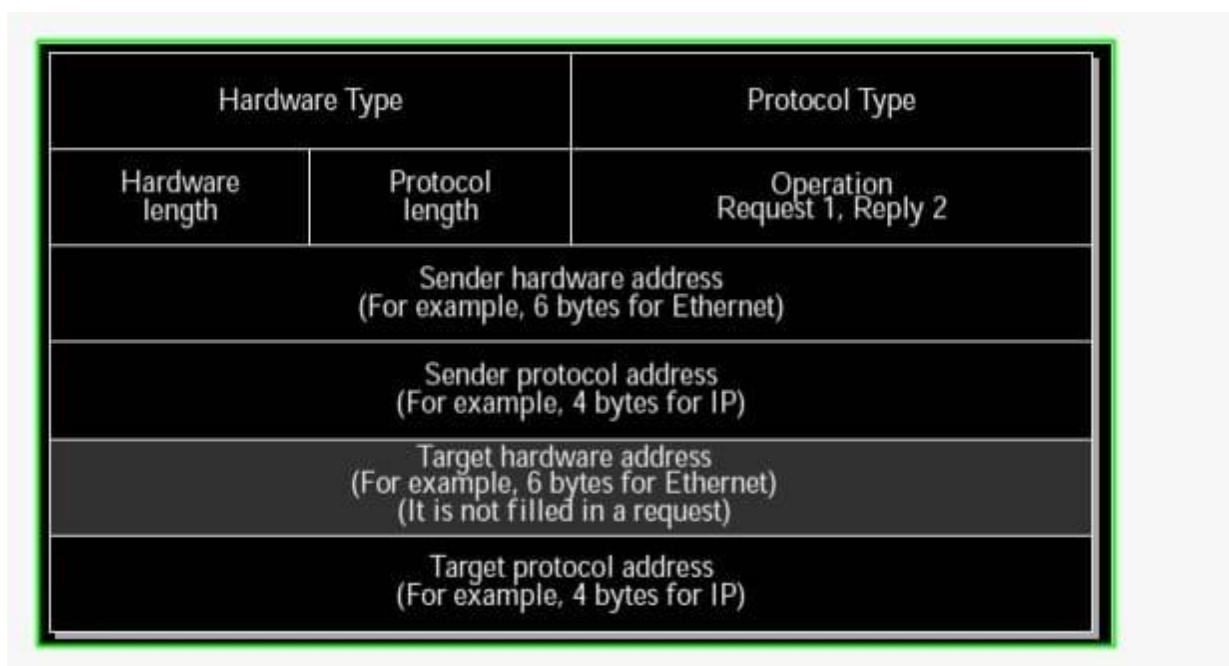 Hardware Type
Protocol Type
Hardware
length
Protocol
length
Operation
Request 1, Reply 2
Sender hardware address
(For example, 6 bytes for Ethernet)
Sender protocol address
(For example, 4 bytes for IP)
Target hardware address
(For example, 6 bytes for Ethernet)
(It is not filled in a request)
Target protocol address
(For example, 4 bytes for IP)